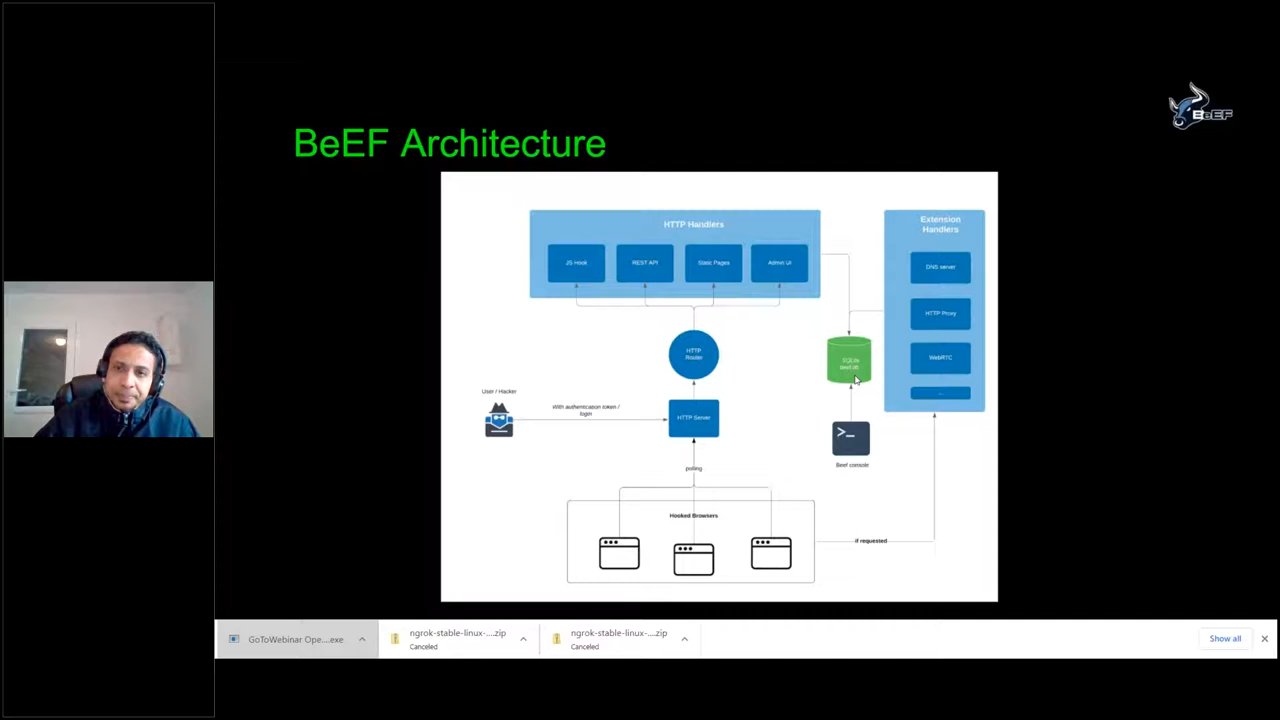 BeEF
BeEF Architecture
HTTP Handlers
JS Hook
REST API
Static Pages
Admin UI
Extension
Handlers
DNS server
HTTP Proxy
WebRTC
...
HTTP
Router
SQLite
User / Hacker
With authentication token /
login
HTTP Server
>_
Beef console
polling
Hooked Browsers
if requested
GoToWebinar Ope....exe
ngrok-stable-linux-....zip
Canceled
ngrok-stable-linux-....zip
Canceled
Show all